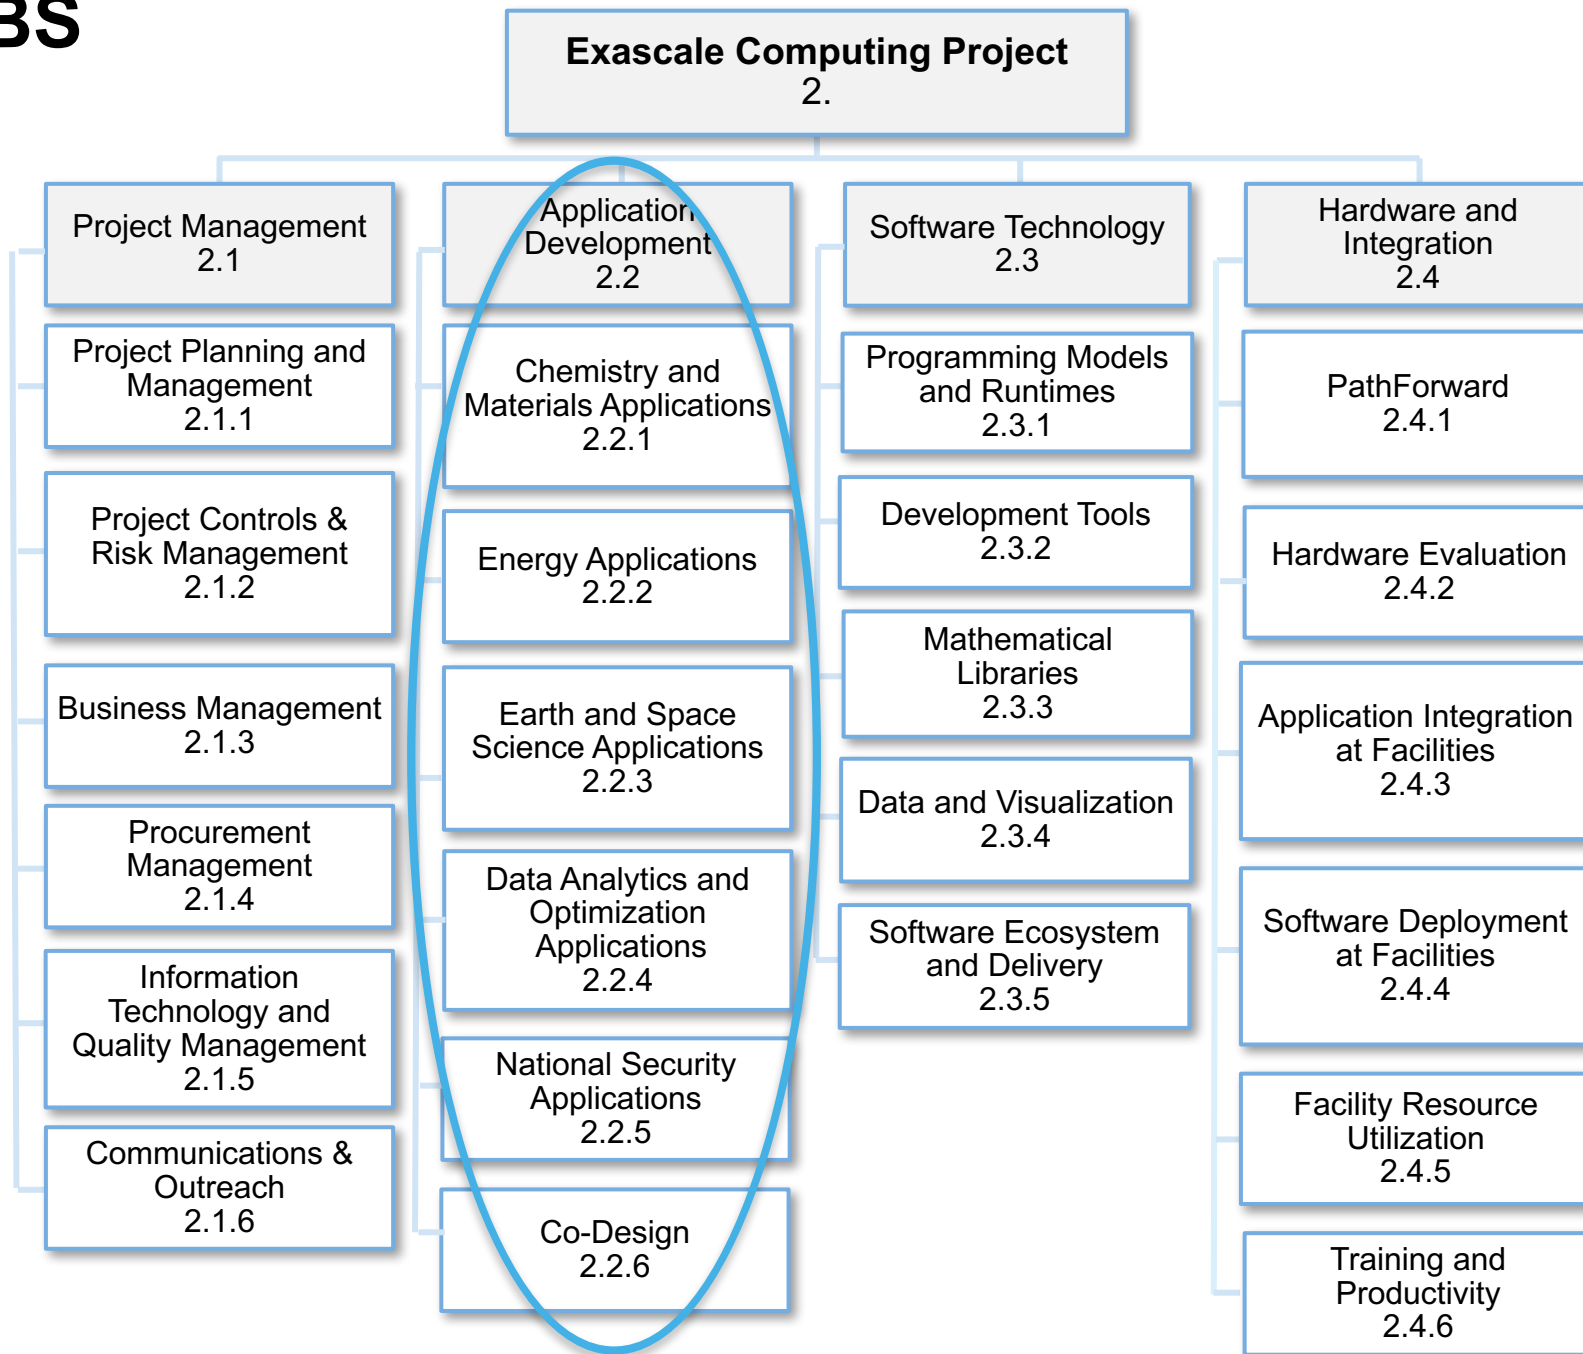 BS
Exascale Computing Project
2.
Project Management
2.1
Project Planning and
Management
2.1.1
Project Controls &
Risk Management
2.1.2
Business Management
2.1.3
Procurement
Management
2.1.4
Information
Technology and
Quality Management
2.1.5
Communications &
Outreach
2.1.6
Application
Development
2.2
Chemistry and
Materials Applications
2.2.1
Energy Applications
2.2.2
Earth and Space
Science Applications
2.2.3
Data Analytics and
Optimization
Applications
2.2.4
National Security
Applications
2.2.5
Co-Design
2.2.6
Software Technology
2.3
Programming Models
and Runtimes
2.3.1
Development Tools
2.3.2
Mathematical
Libraries
2.3.3
Data and Visualization
2.3.4
Software Ecosystem
and Delivery
2.3.5
Hardware and
Integration
2.4
PathForward
2.4.1
Hardware Evaluation
2.4.2
Application Integration
at Facilities
2.4.3
Software Deployment
at Facilities
2.4.4
Facility Resource
Utilization
2.4.5
Training and
Productivity
2.4.6